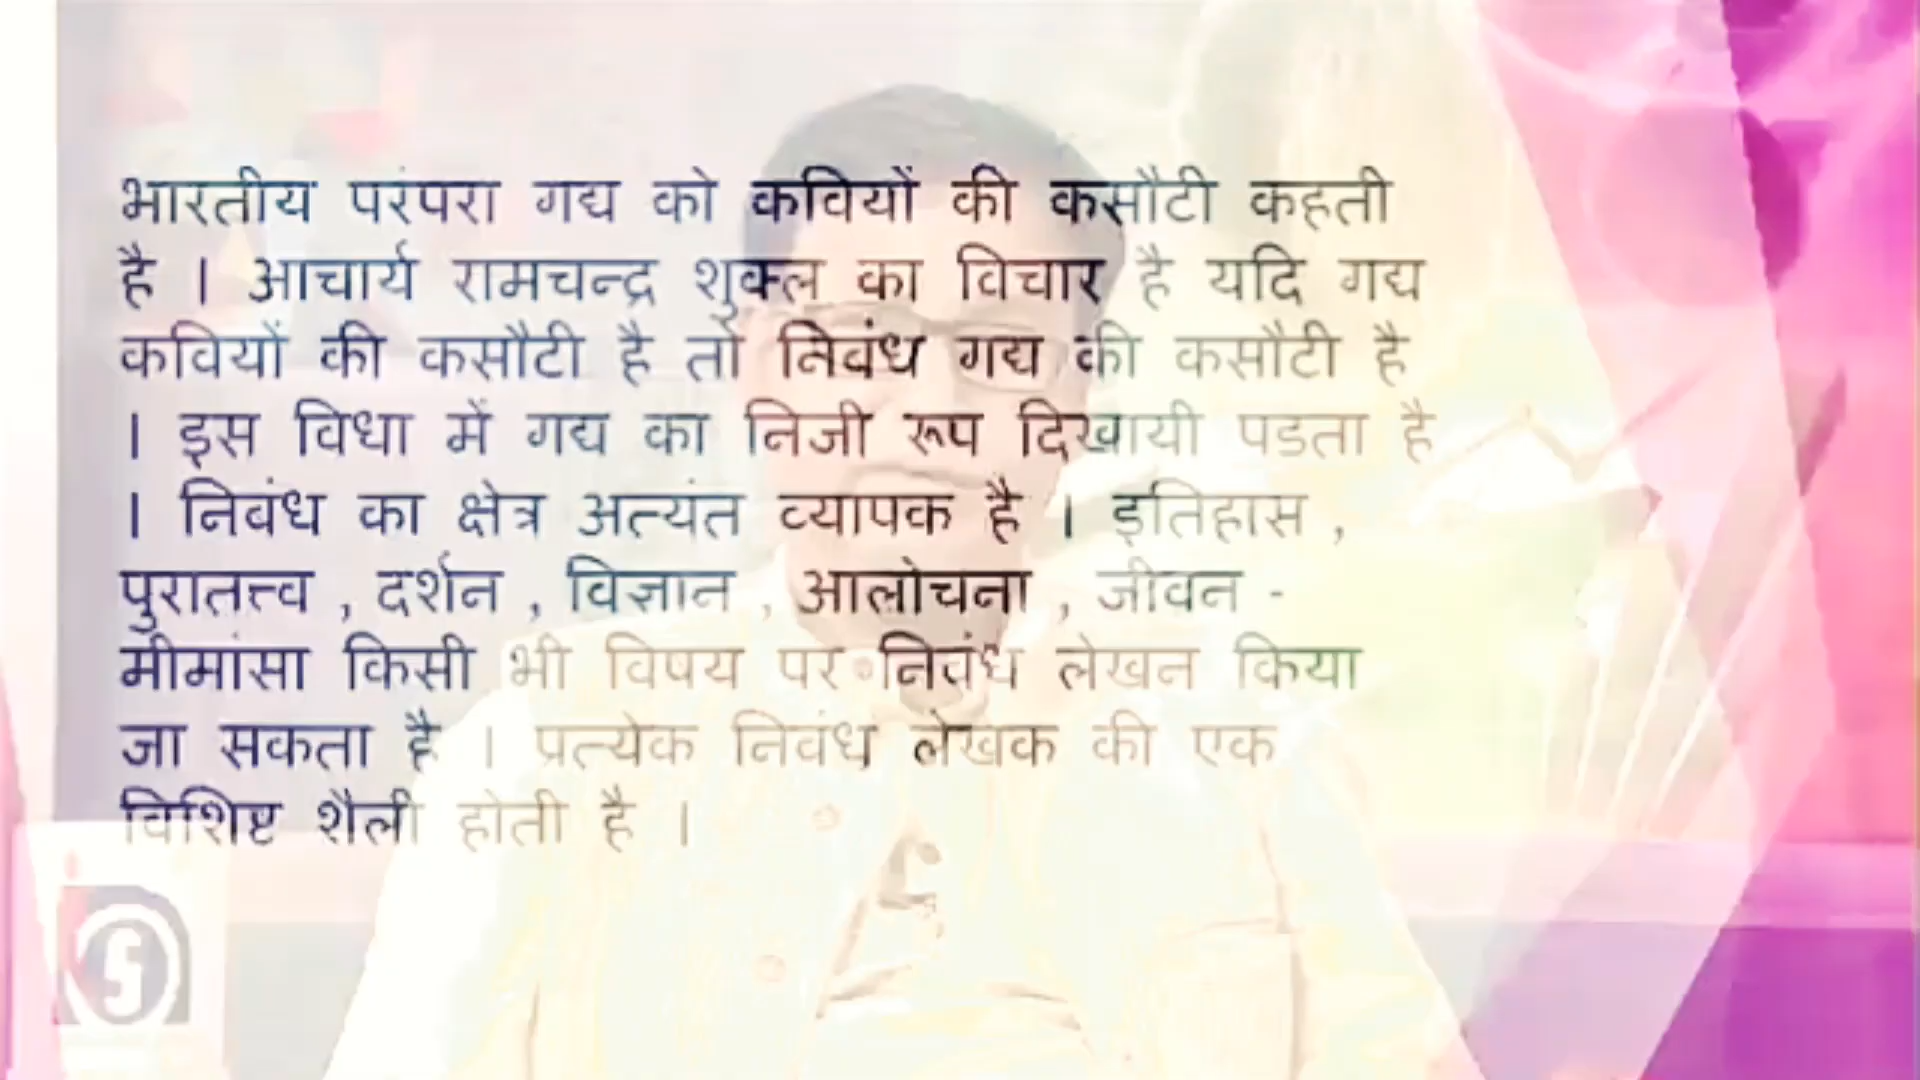 भारतीय परंपरा गद्य को कवियों की कसौटी कहती
है । आचार्य रामचन्द्र शुक्ल का विचार है यदि गद्य
कवियों की कसौटी है तो निबंध गद्य की कसौटी है
। इस विधा में गद्य का निजी रूप दिखायी पडता है
। निबंध का क्षेत्र अत्यंत व्यापक है । इतिहास ,
पुरातत्त्व , दर्शन , विज्ञान , आलोचना , जीवन -
मीमांसा किसी भी विषय पर निबंध लेखन किया
जा सकता है । प्रत्येक निबंध लेखक की एक
विशिष्ट शैली होती है ।